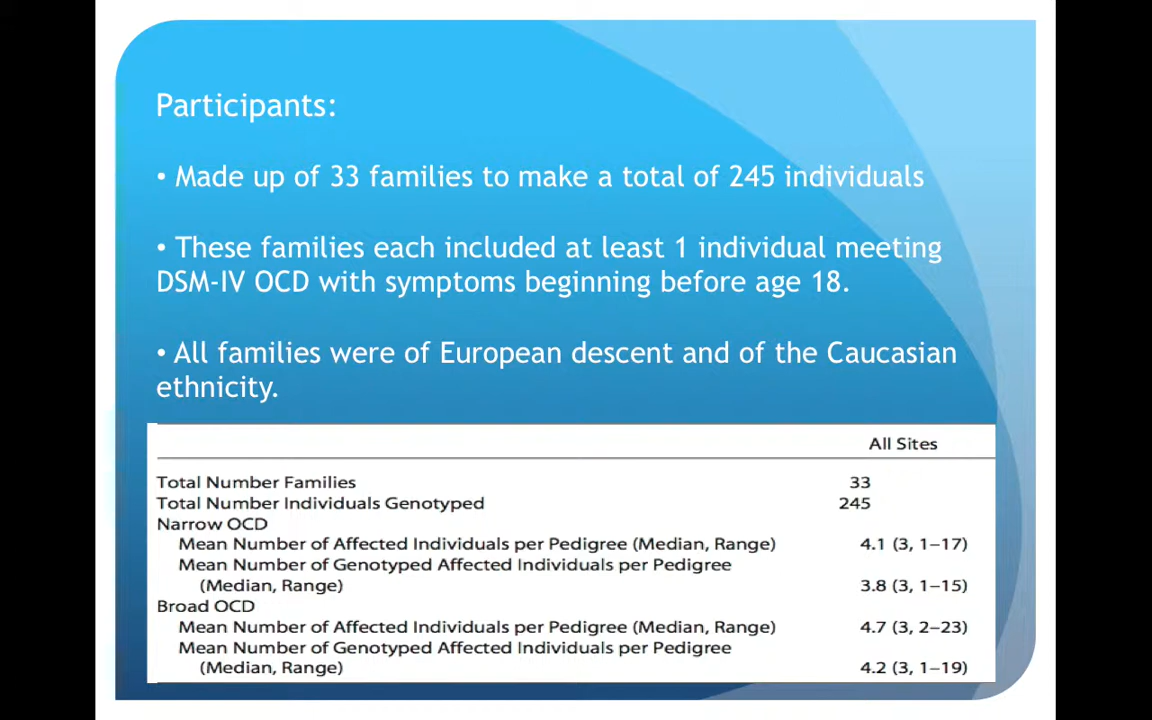 Participants:
• Made up of 33 families to make a total of 245 individuals
• These families each included at least 1 individual meeting
DSM-IV OCD with symptoms beginning before age 18.
• All families were of European descent and of the Caucasian
ethnicity.
All Sites
Total Number Families 33
Total Number Individuals Genotyped 245
Narrow OCD
Mean Number of Affected Individuals per Pedigree (Median, Range) 4.1 (3, 1–17)
Mean Number of Genotyped Affected Individuals per Pedigree
(Median, Range) 3.8 (3, 1–15)
Broad OCD
Mean Number of Affected Individuals per Pedigree (Median, Range) 4.7 (3, 2–23)
Mean Number of Genotyped Affected Individuals per Pedigree
(Median, Range) 4.2 (3, 1–19)